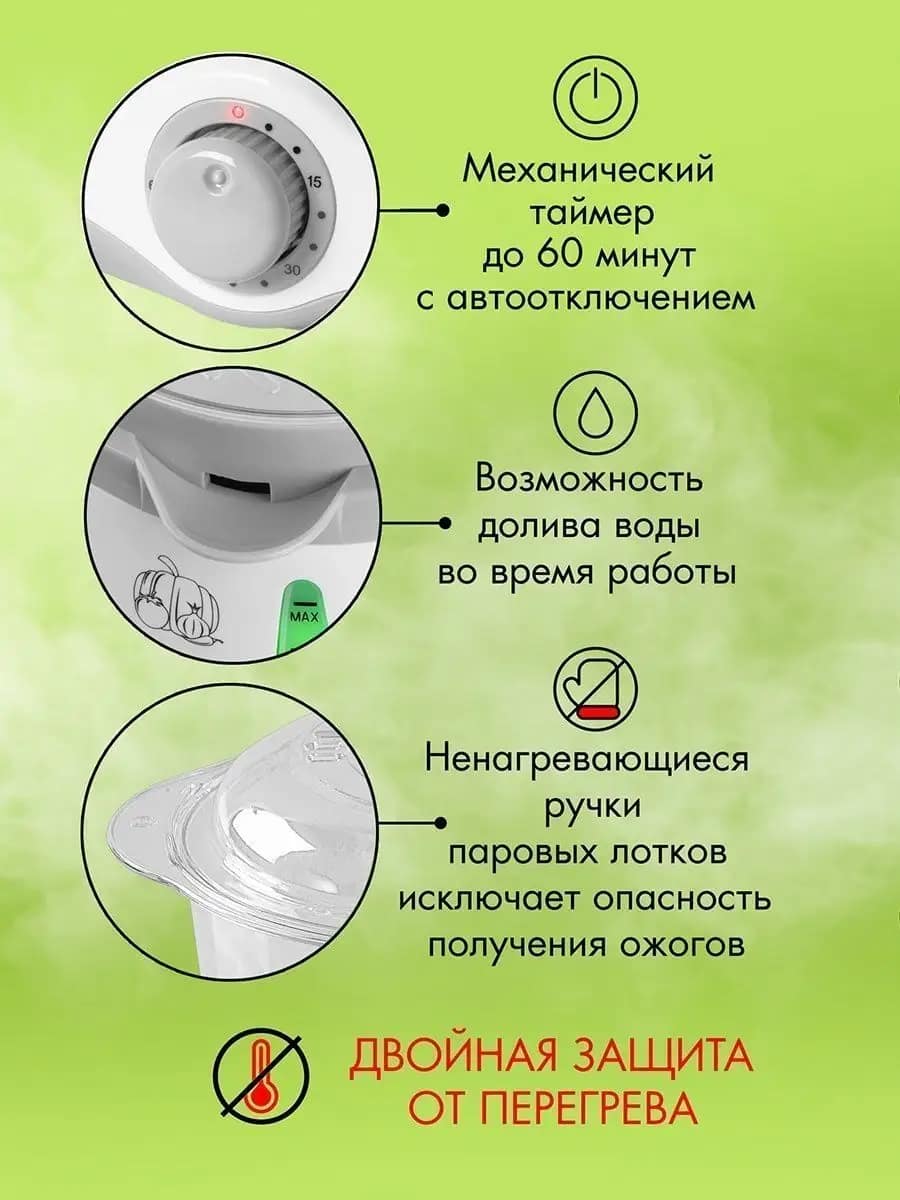 15
30
Механический
таймер
до 60 минут
с автоотключением
MAX
Возможность
долива воды
во время работы
Ненагревающиеся
ручки
паровых лотков
исключает опасность
получения ожогов
ДВОЙНАЯ ЗАЩИТА
ОТ ПЕРЕГРЕВА